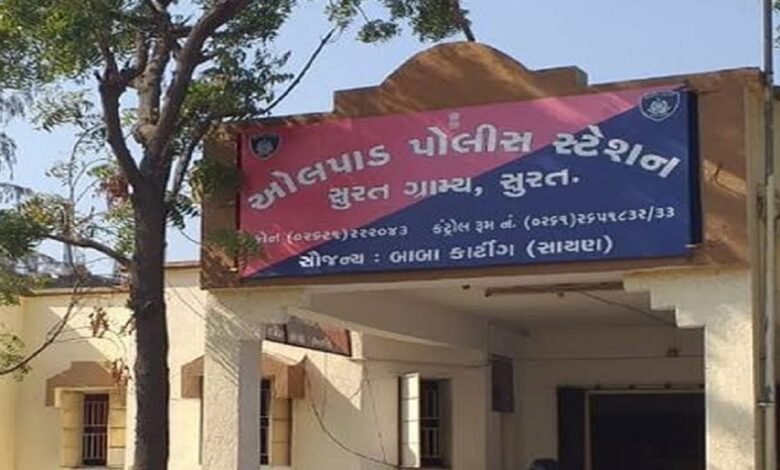 ઓલપાડ પોલીસ સ્ટેશન
સુરત ગ્રામ્ય, સુરત.
ફોન (૦૨૬૨૧) ૨૨૨૦૪૩ કંટ્રોલ રૂમ નં. (૦૨૬૧) ૨૬૫૧૮૩૨/૩૩
સૌજન્ય : બાબા કાર્ટીંગ (સાયણ)